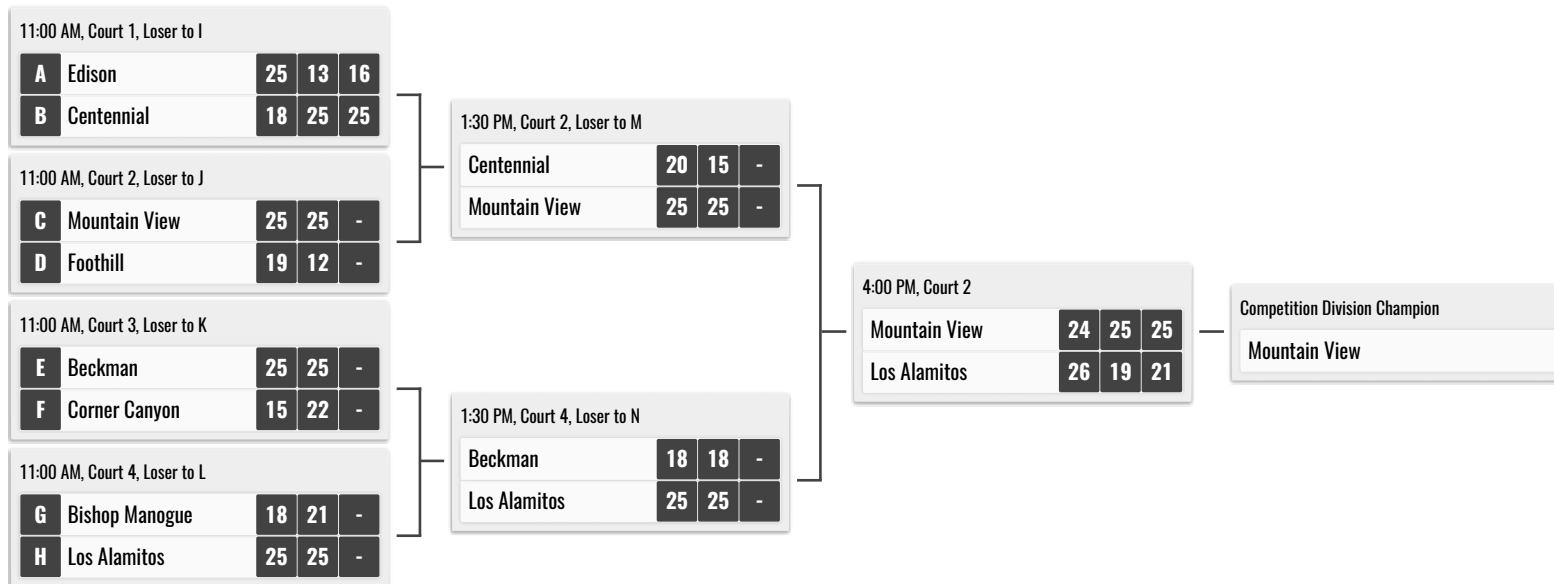 11:00 AM, Court 1, Loser to I
A Edison 25 13 16
B Centennial 18 25 25
11:00 AM, Court 2, Loser to J
C Mountain View 25 25 -
D Foothill 19 12 -
11:00 AM, Court 3, Loser to K
E Beckman 25 25 -
F Corner Canyon 15 22 -
11:00 AM, Court 4, Loser to L
G Bishop Manogue 18 21 -
H Los Alamitos 25 25 -
1:30 PM, Court 2, Loser to M
Centennial 20 15 -
Mountain View 25 25 -
1:30 PM, Court 4, Loser to N
Beckman 18 18 -
Los Alamitos 25 25 -
4:00 PM, Court 2
Mountain View 24 25 25
Los Alamitos 26 19 21
Competition Division Champion
Mountain View